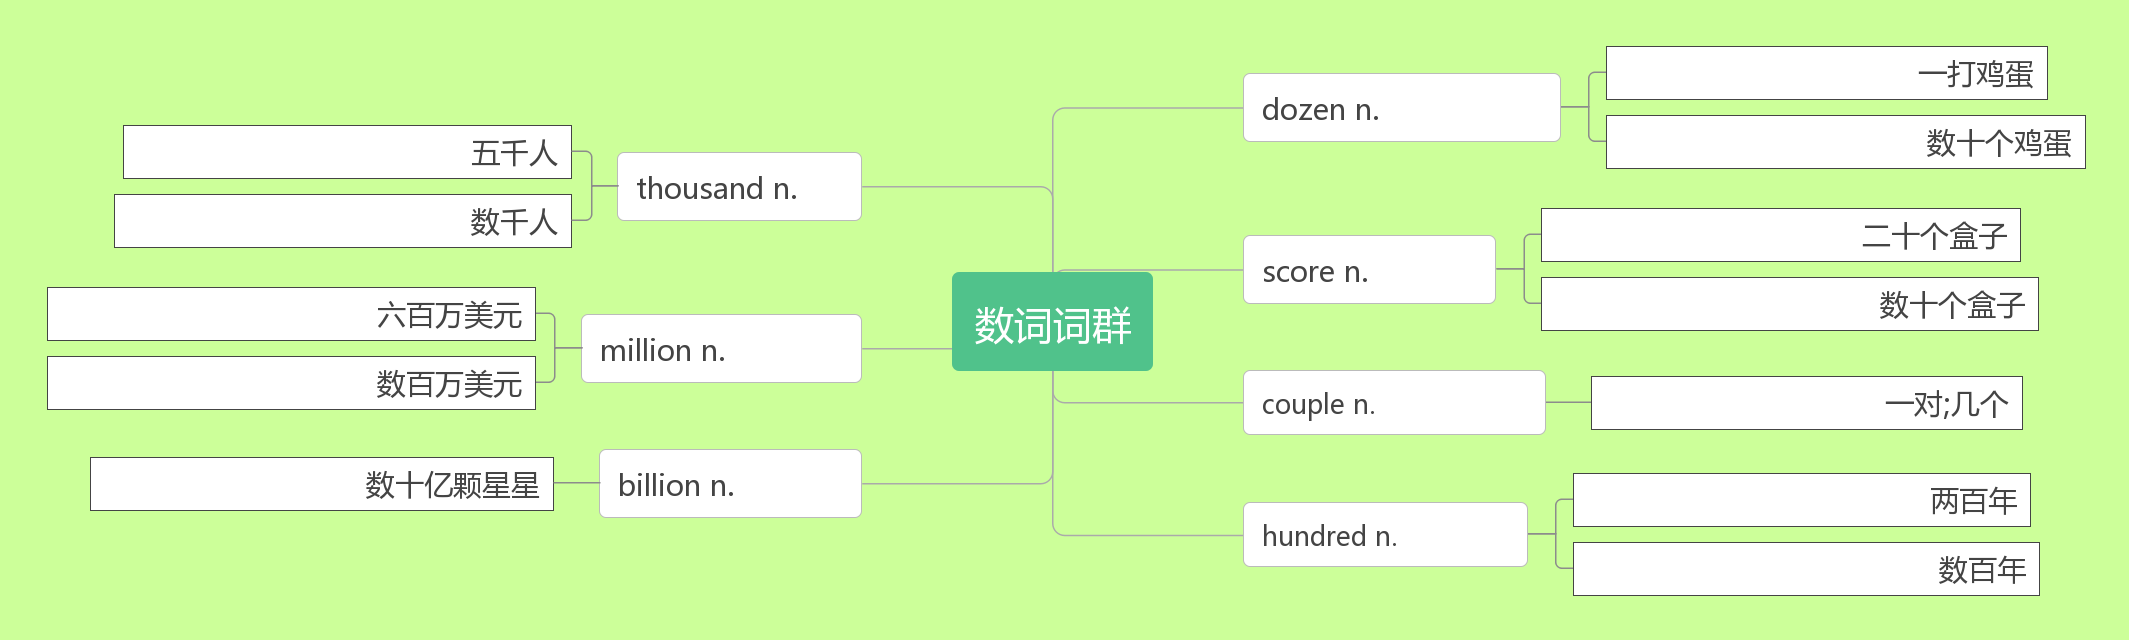 数词词群
dozen n.
一打鸡蛋
数十个鸡蛋
score n.
二十个盒子
数十个盒子
couple n.
一对;几个
hundred n.
两百年
数百年
thousand n.
五千人
数千人
million n.
六百万美元
数百万美元
billion n.
数十亿颗星星